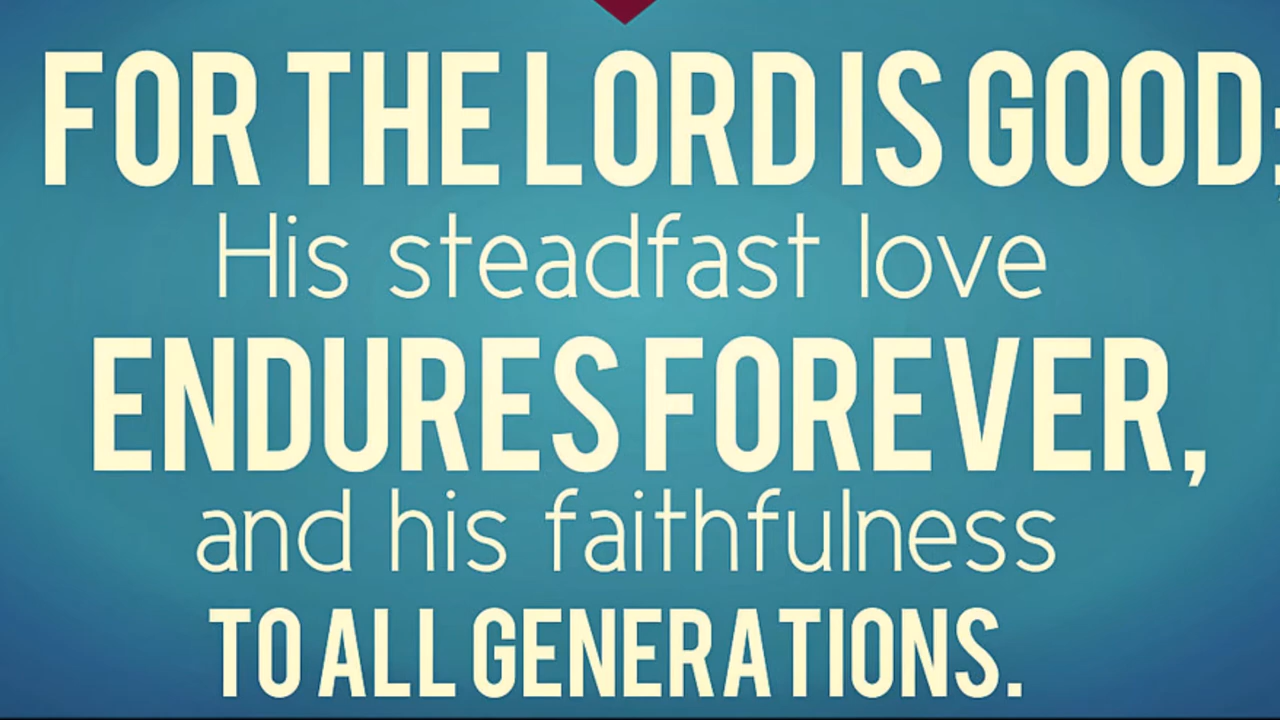 FOR THE LORD IS GOOD;
His steadfast love
ENDURES FOREVER,
and his faithfulness
TO ALL GENERATIONS.